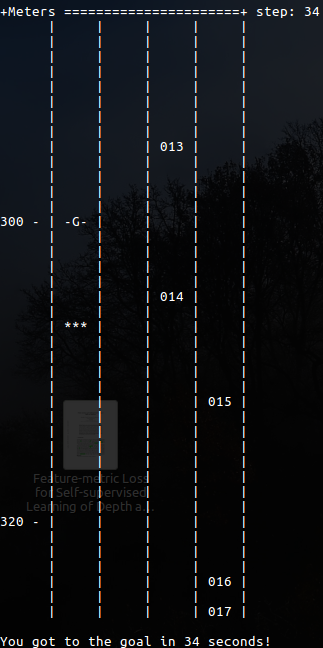 +Meters ======================+ step: 34
013
300 - -G-
014
***
015
Feature-metric Loss
for Self-supervised
Learning of Depth a...
320 -
016
017
You got to the goal in 34 seconds!